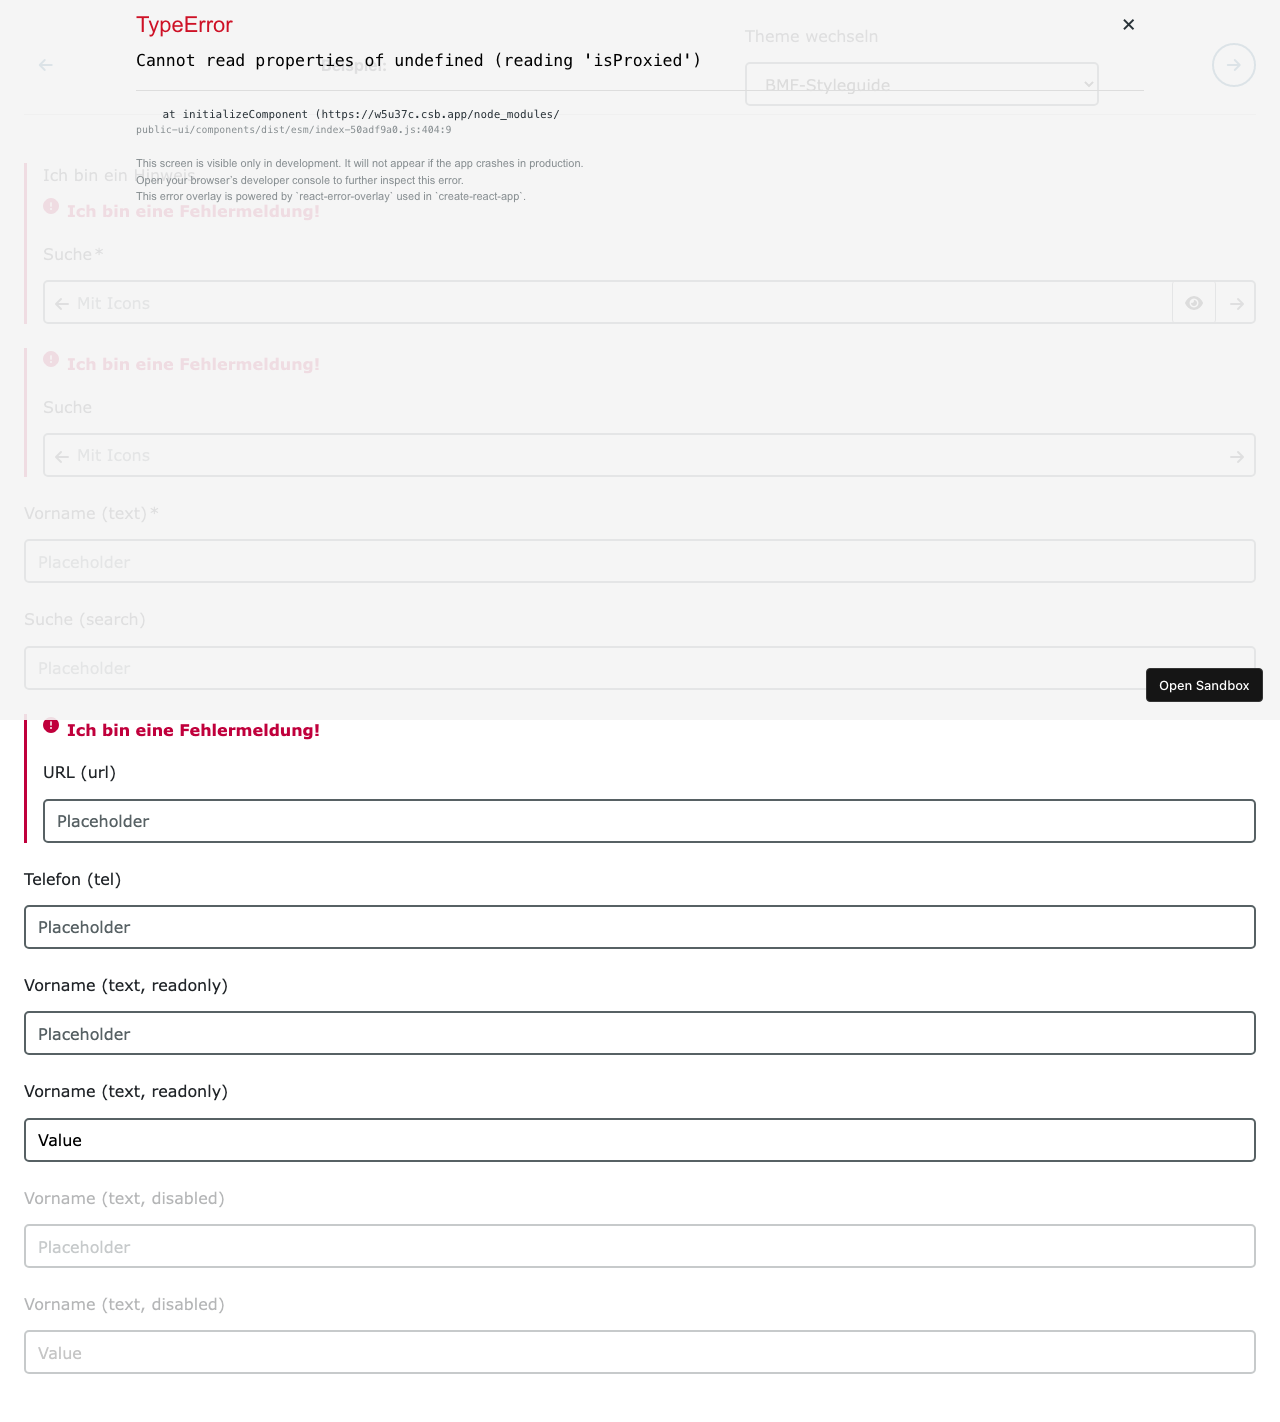 TypeError
Theme wechseln
Cannot read properties of undefined (reading 'isProxied')
Beispiel:
BMF-Styleguide
at initializeComponent (https://w5u37c.csb.app/node_modules/
public-ui/components/dist/esm/index-50adf9a0.js:404:9
This screen is visible only in development. It will not appear if the app crashes in production.
Ich bin ein Hinweis
Open your browser's developer console to further inspect this error.
This error overlay is powered by `react-error-overlay` used in `create-react-app`.
Ich bin eine Fehlermeldung!
Suche*
Mit Icons
Ich bin eine Fehlermeldung!
Suche
Mit Icons
Vorname (text)*
Placeholder
Suche (search)
Placeholder
Open Sandbox
Ich bin eine Fehlermeldung!
URL (url)
Placeholder
Telefon (tel)
Placeholder
Vorname (text, readonly)
Placeholder
Vorname (text, readonly)
Value
Vorname (text, disabled)
Placeholder
Vorname (text, disabled)
Value